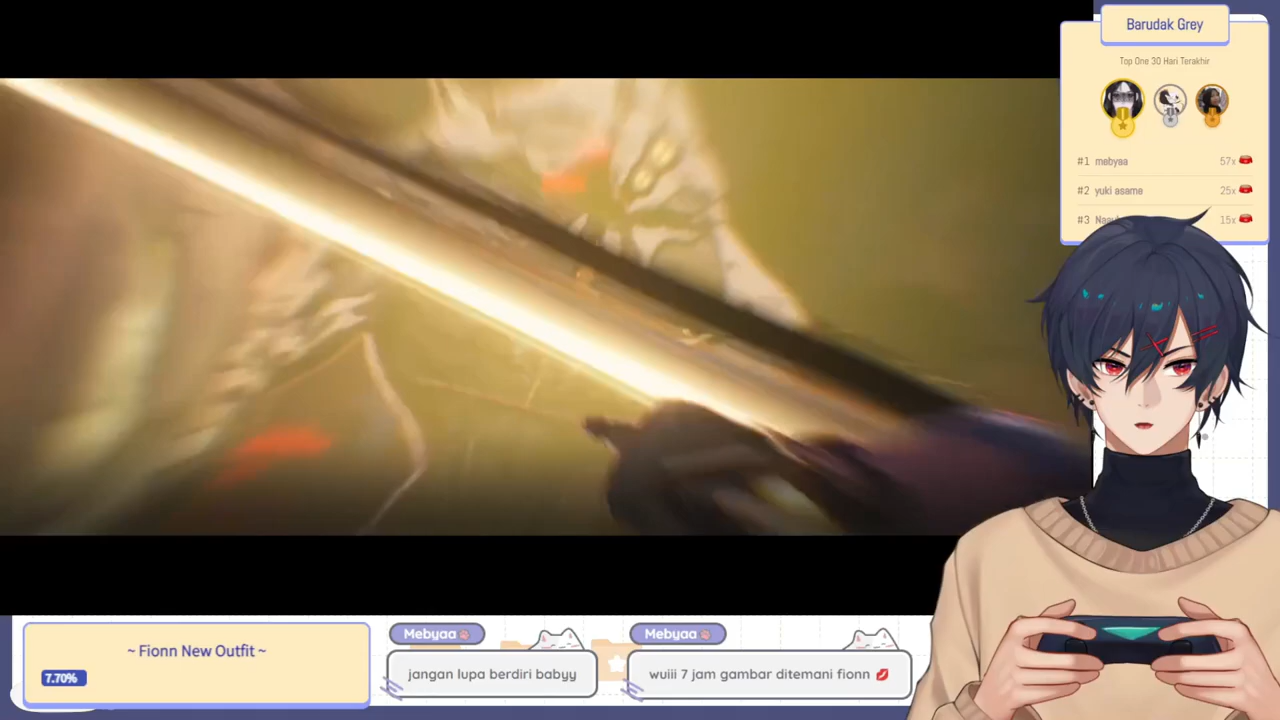 Barudak Grey
Top One 30 Hari Terakhir
#1 mebyaa 57x
#2 yuki asame 25x
#3 15x
~ Fionn New Outfit ~
7.70%
Mebyaa
jangan lupa berdiri babyy
Mebyaa
wuiii 7 jam gambar ditemani fionn 💋